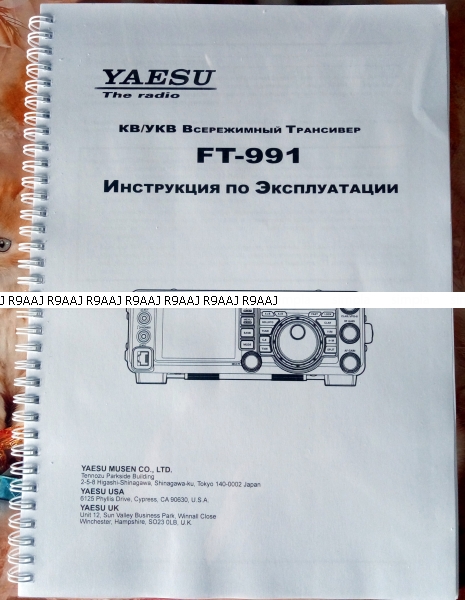 YAESU
The radio
КВ/УКВ Всережимный Трансивер
FT-991
Инструкция по Эксплуатации
J R9AAJ R9AAJ R9AAJ R9AAJ R9AAJ R9AAJ R9AAJ
YAESU MUSEN CO., LTD.
Tennozu Parkside Building
2-5-8 Higashi-Shinagawa, Shinagawa-ku, Tokyo 140-0002 Japan
YAESU USA
6125 Phyllis Drive, Cypress, CA 90630, U.S.A.
YAESU UK
Unit 12, Sun Valley Business Park, Winnall Close
Winchester, Hampshire, SO23 0LB, U.K.